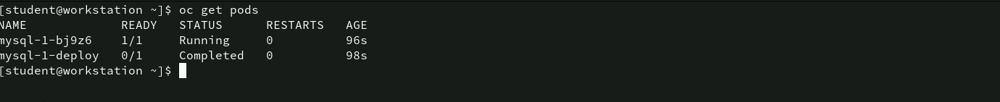 [student@workstation ~]$ oc get pods
NAME             READY   STATUS      RESTARTS   AGE
mysql-1-bj9z6    1/1     Running     0          96s
mysql-1-deploy   0/1     Completed   0          98s
[student@workstation ~]$